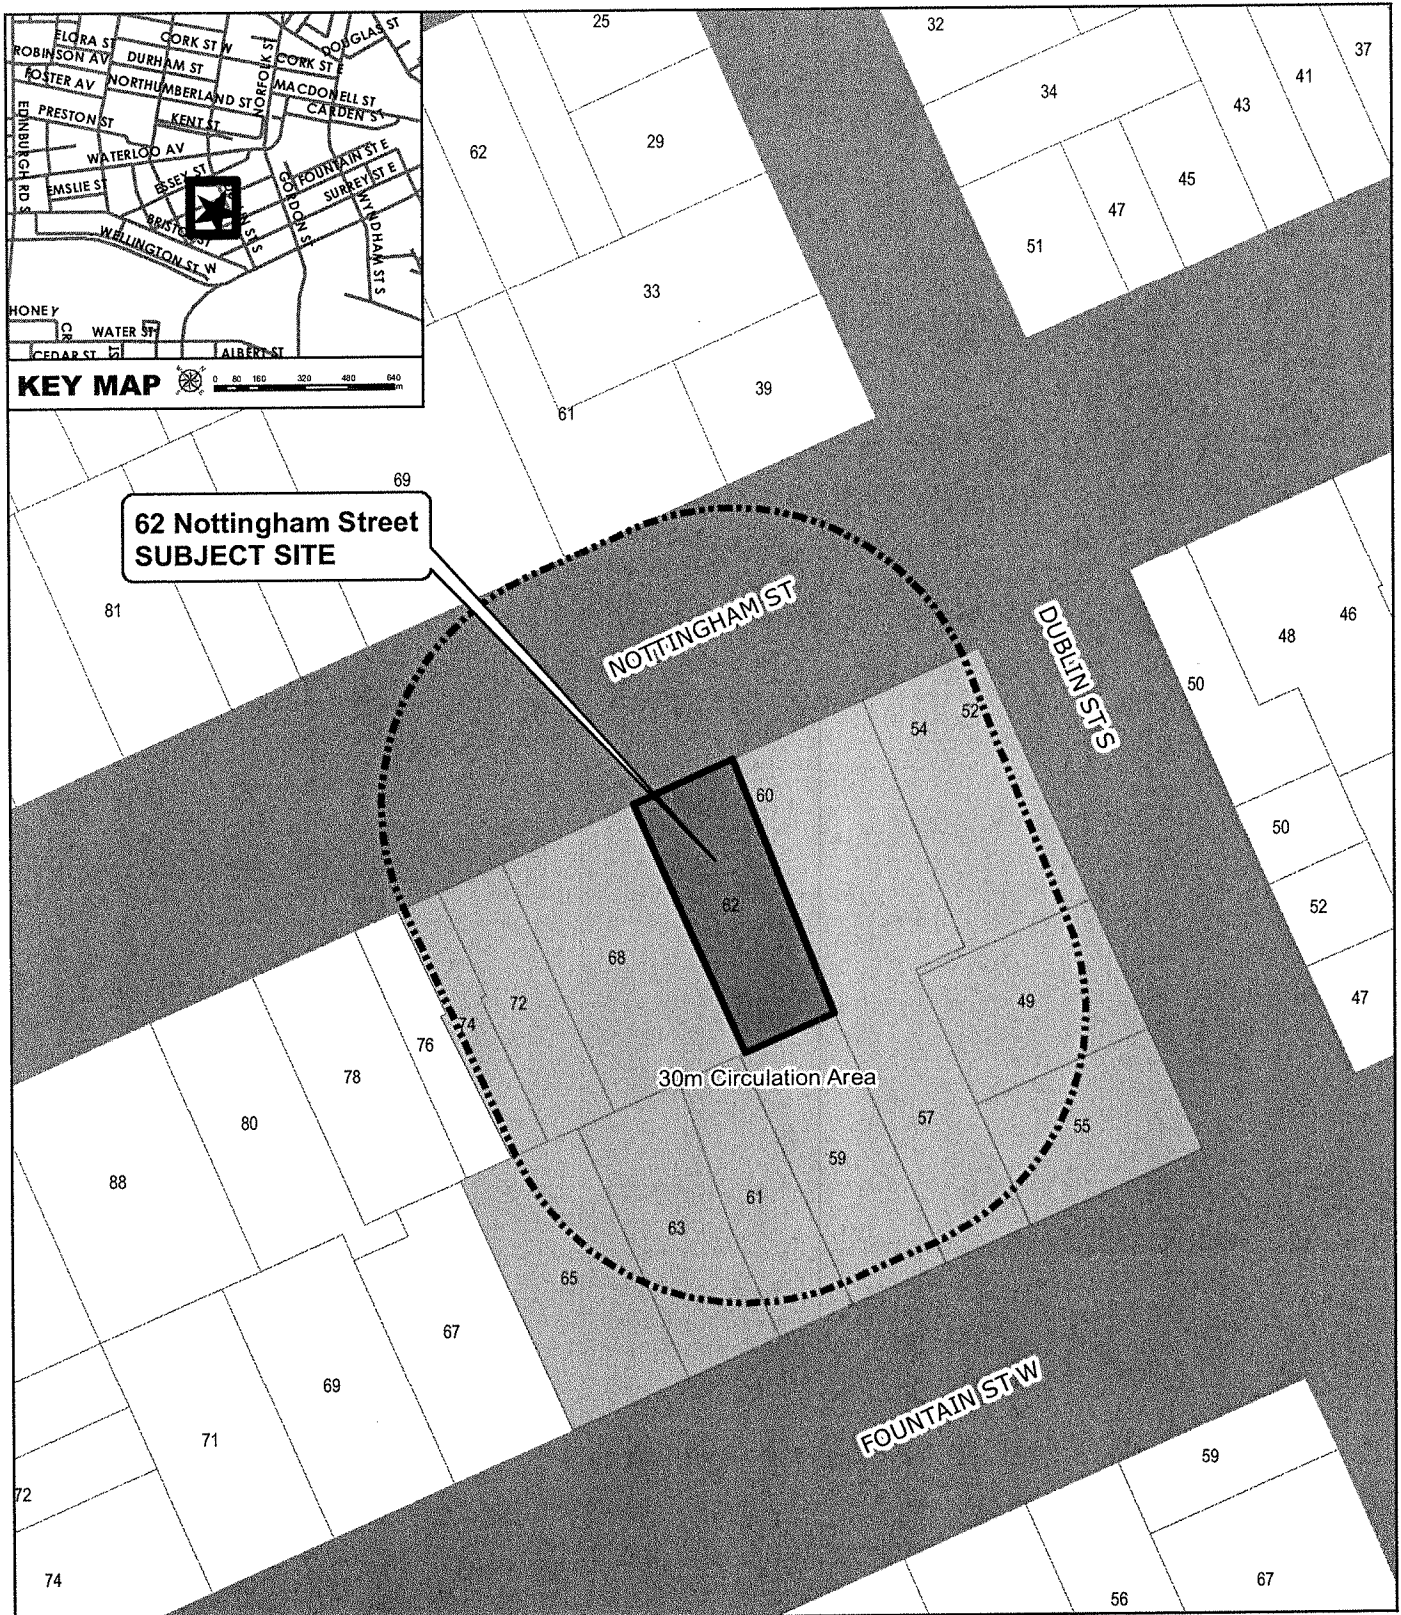 ELORA ST
CORK ST W
DOUGLAS ST
ROBINSON AV
DURHAM ST
NORFOLK ST
CORK ST E
FOSTER AV
NORTHUMBERLAND ST
MACDONELL ST
CARDEN ST
PRESTON ST
KENT ST
EDINBURGH RD S
WATERLOO AV
ESSEX ST
FOUNTAIN ST E
EMSLIE ST
GORDON ST
SURREY ST E
BRISTOL ST
WYNDHAM ST S
WELLINGTON ST W
HONEY
CR
WATER ST
CEDAR ST
ST
ALBERT ST
KEY MAP
0 80 160 320 480 640
m
25
32
37
41
34
43
29
62
45
47
51
33
39
61
69
62 Nottingham Street
SUBJECT SITE
81
NOTTINGHAM ST
DUBLIN ST S
46
48
50
52
54
60
50
62
52
68
72
74
76
49
47
78
30m Circulation Area
80
57
55
59
88
61
63
65
67
69
FOUNTAIN ST W
71
59
72
74
67
56